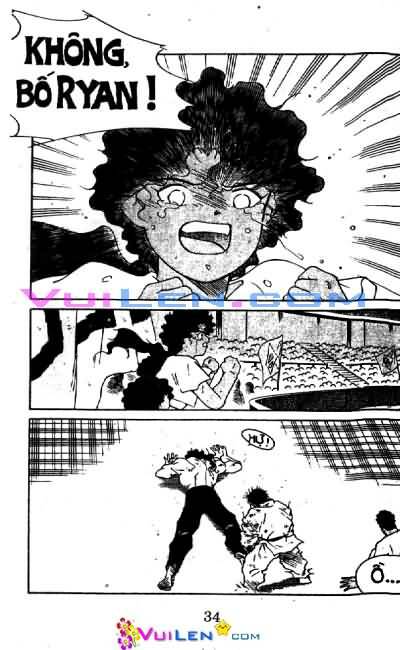 KHÔNG,
BỐ RYAN!
VUILEN.COM
HỰ!
Ồ...
34
VUILEN.COM